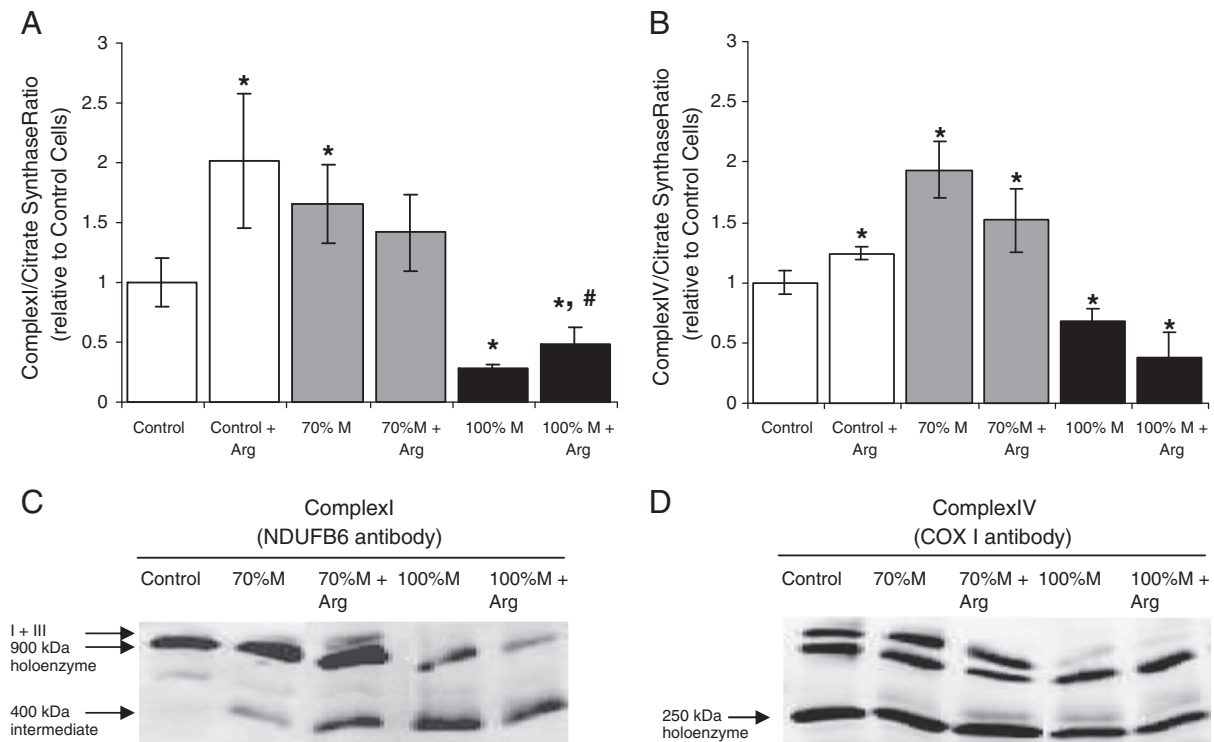 A
ComplexI/Citrate SynthaseRatio
(relative to Control Cells)
3
2.5
2
1.5
1
0.5
0
*
*
*
*, #
Control
Control +
Arg
70% M
70%M +
Arg
100% M
100% M +
Arg
B
ComplexIV/Citrate SynthaseRatio
(relative to Control Cells)
3
2.5
2
1.5
1
0.5
0
*
*
*
*
*
Control
Control +
Arg
70% M
70%M +
Arg
100% M
100% M +
Arg
C
ComplexI
(NDUFB6 antibody)
Control
70%M
70%M +
Arg
100%M
100%M +
Arg
I + III
900 kDa
holoenzyme
400 kDa
intermediate
D
ComplexIV
(COX I antibody)
Control
70%M
70%M +
Arg
100%M
100%M +
Arg
250 kDa
holoenzyme